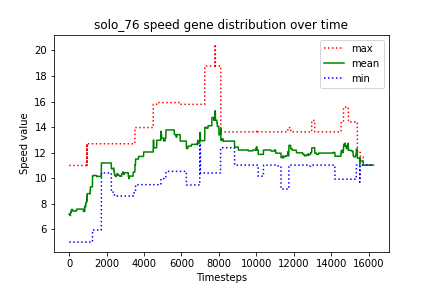 solo_76 speed gene distribution over time
Speed value
20
18
16
14
12
10
8
6
max
mean
min
0 2000 4000 6000 8000 10000 12000 14000 16000
Timesteps